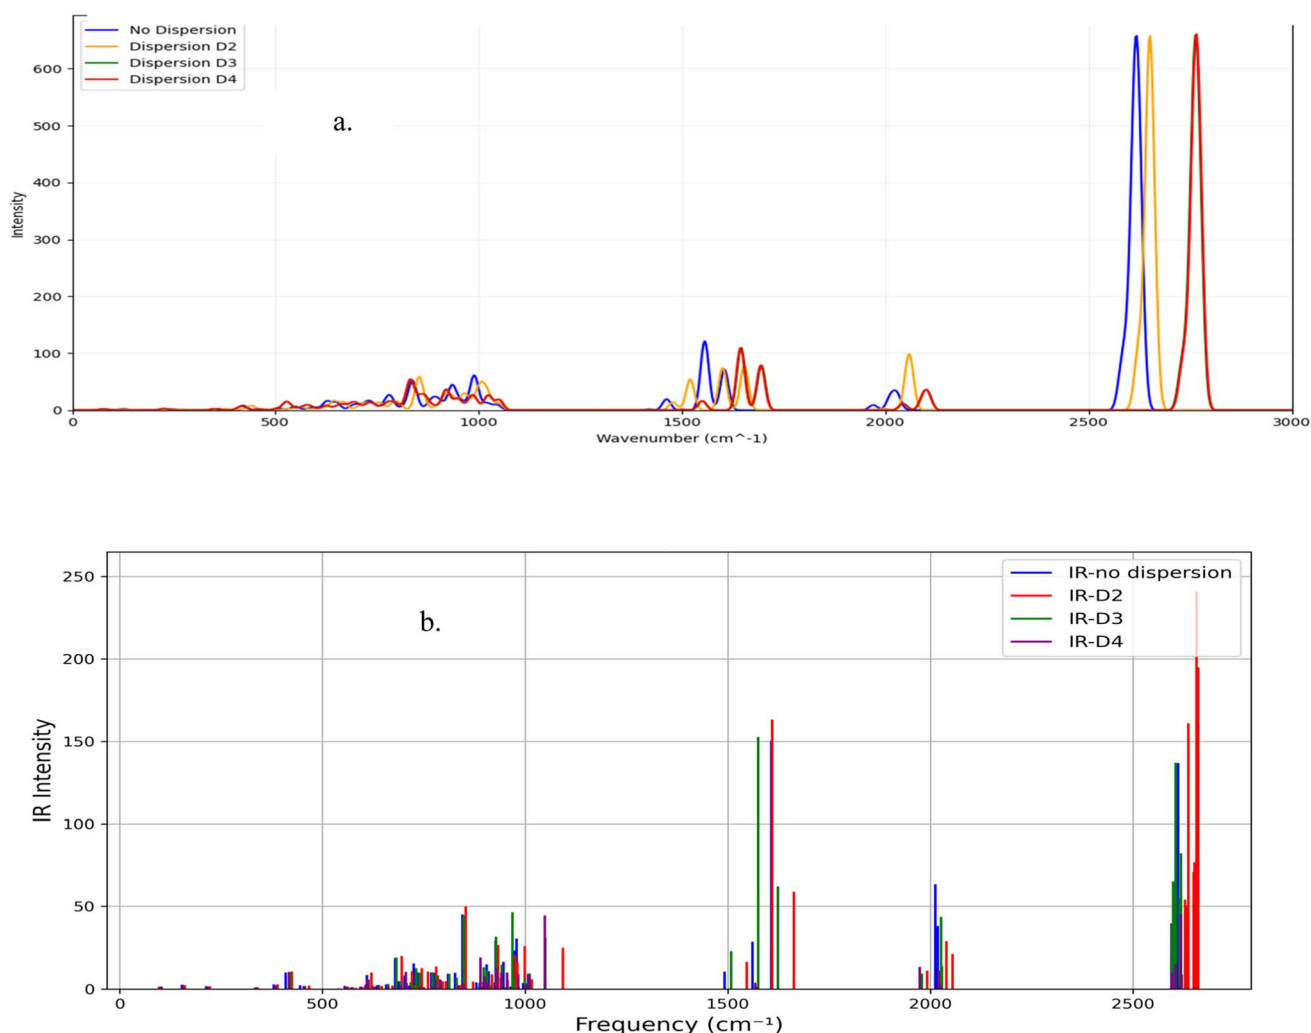 No Dispersion
Dispersion D2
Dispersion D3
Dispersion D4
a.
600
500
400
300
200
100
0
Intensity
0 500 1000 1500 2000 2500 3000
Wavenumber (cm^-1)
IR-no dispersion
IR-D2
IR-D3
IR-D4
b.
250
200
150
100
50
0
IR Intensity
0 500 1000 1500 2000 2500
Frequency (cm⁻¹)